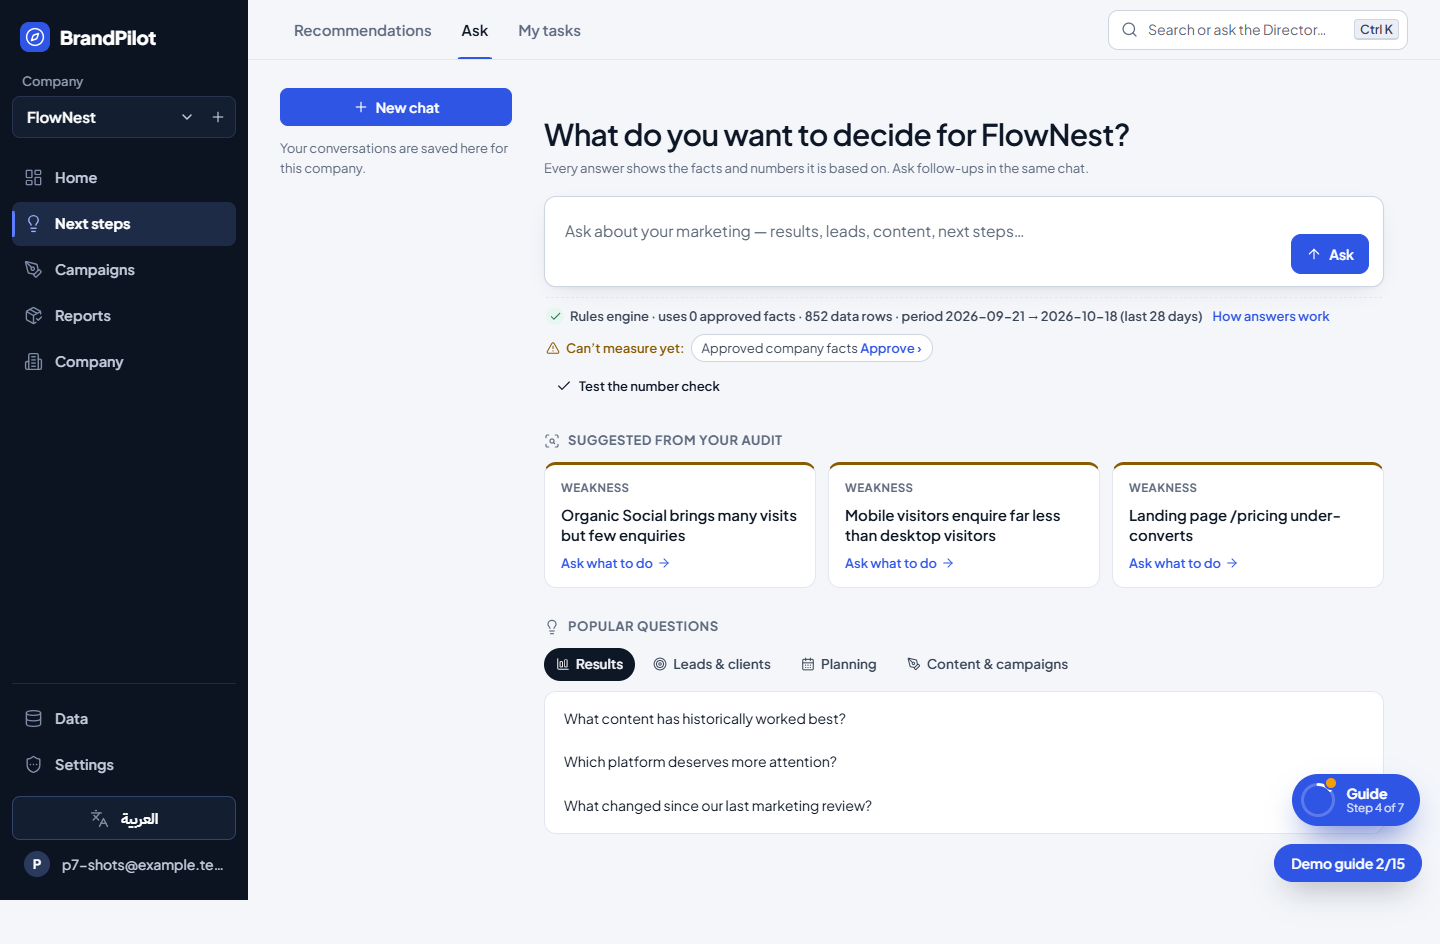 BrandPilot
Company
FlowNest
Home
Next steps
Campaigns
Reports
Company
Data
Settings
العربية
P
p7-shots@example.te...
Recommendations
Ask
My tasks
Search or ask the Director...
Ctrl K
New chat
Your conversations are saved here for
this company.
What do you want to decide for FlowNest?
Every answer shows the facts and numbers it is based on. Ask follow-ups in the same chat.
Ask about your marketing — results, leads, content, next steps...
Ask
Rules engine · uses 0 approved facts · 852 data rows · period 2026-09-21 → 2026-10-18 (last 28 days) How answers work
Can't measure yet: Approved company facts Approve ›
Test the number check
SUGGESTED FROM YOUR AUDIT
WEAKNESS
Organic Social brings many visits
but few enquiries
Ask what to do →
WEAKNESS
Mobile visitors enquire far less
than desktop visitors
Ask what to do →
WEAKNESS
Landing page /pricing under-
converts
Ask what to do →
POPULAR QUESTIONS
Results
Leads & clients
Planning
Content & campaigns
What content has historically worked best?
Which platform deserves more attention?
What changed since our last marketing review?
Guide
Step 4 of 7
Demo guide 2/15